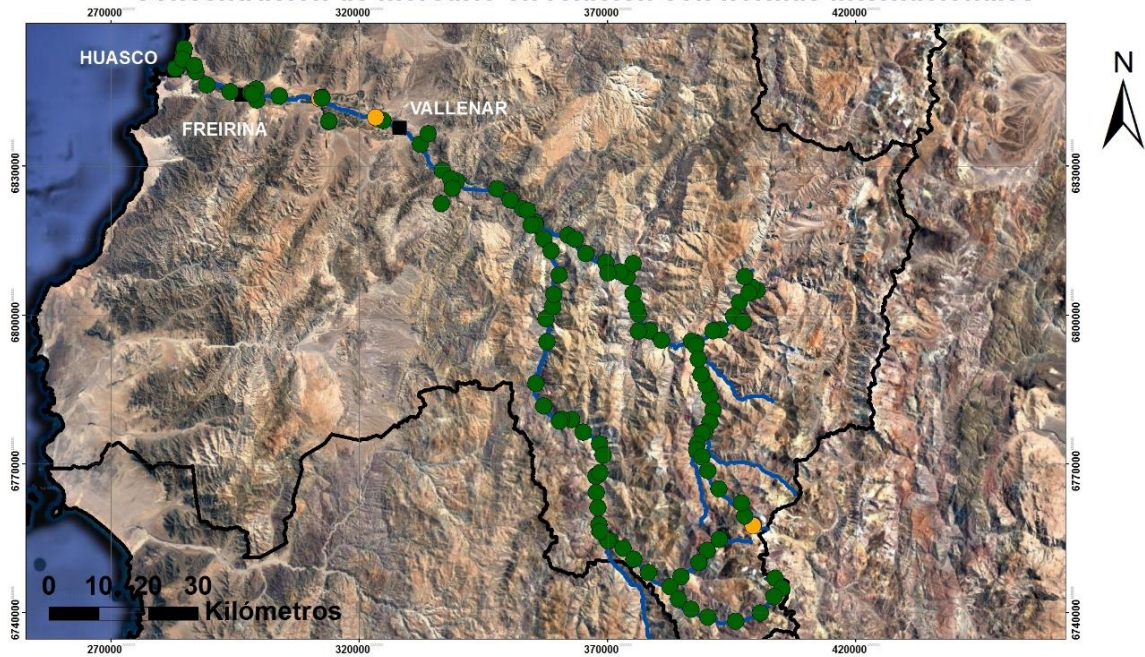 270000 320000 370000 420000
N
HUASCO
VALLENAR
FREIRINA
6830000 6830000
6800000 6800000
6770000 6770000
0 10 20 30
Kilómetros
6740000 6740000
270000 320000 370000 420000